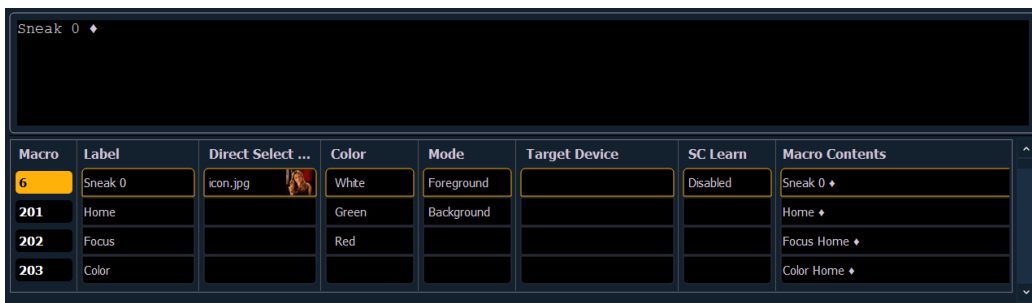 Sneak 0 ♦
Macro Label Direct Select ... Color Mode Target Device SC Learn Macro Contents
6 Sneak 0 icon.jpg White Foreground Disabled Sneak 0 ♦
201 Home Green Background Home ♦
202 Focus Red Focus Home ♦
203 Color Color Home ♦